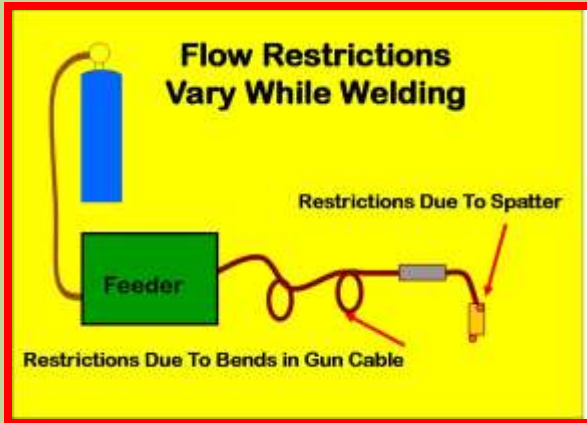 Flow Restrictions
Vary While Welding
Restrictions Due To Spatter
Feeder
Restrictions Due To Bends in Gun Cable